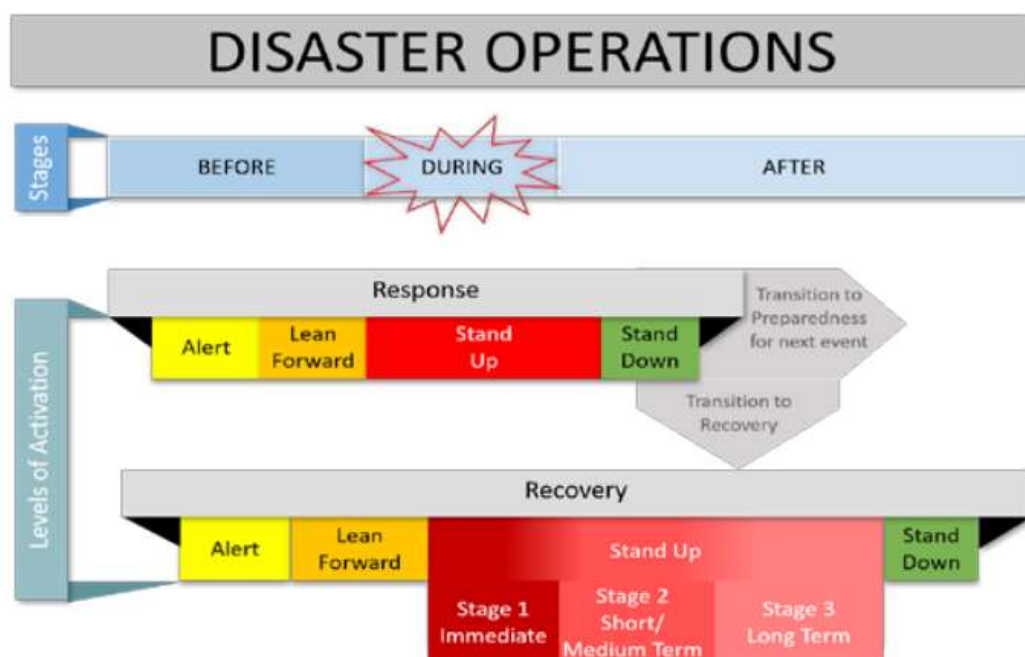 DISASTER OPERATIONS
Stages
BEFORE
DURING
AFTER
Levels of Activation
Response
Alert
Lean
Forward
Stand
Up
Stand
Down
Transition to
Preparedness
for next event
Transition to
Recovery
Recovery
Alert
Lean
Forward
Stand Up
Stand
Down
Stage 1
Immediate
Stage 2
Short/
Medium Term
Stage 3
Long Term